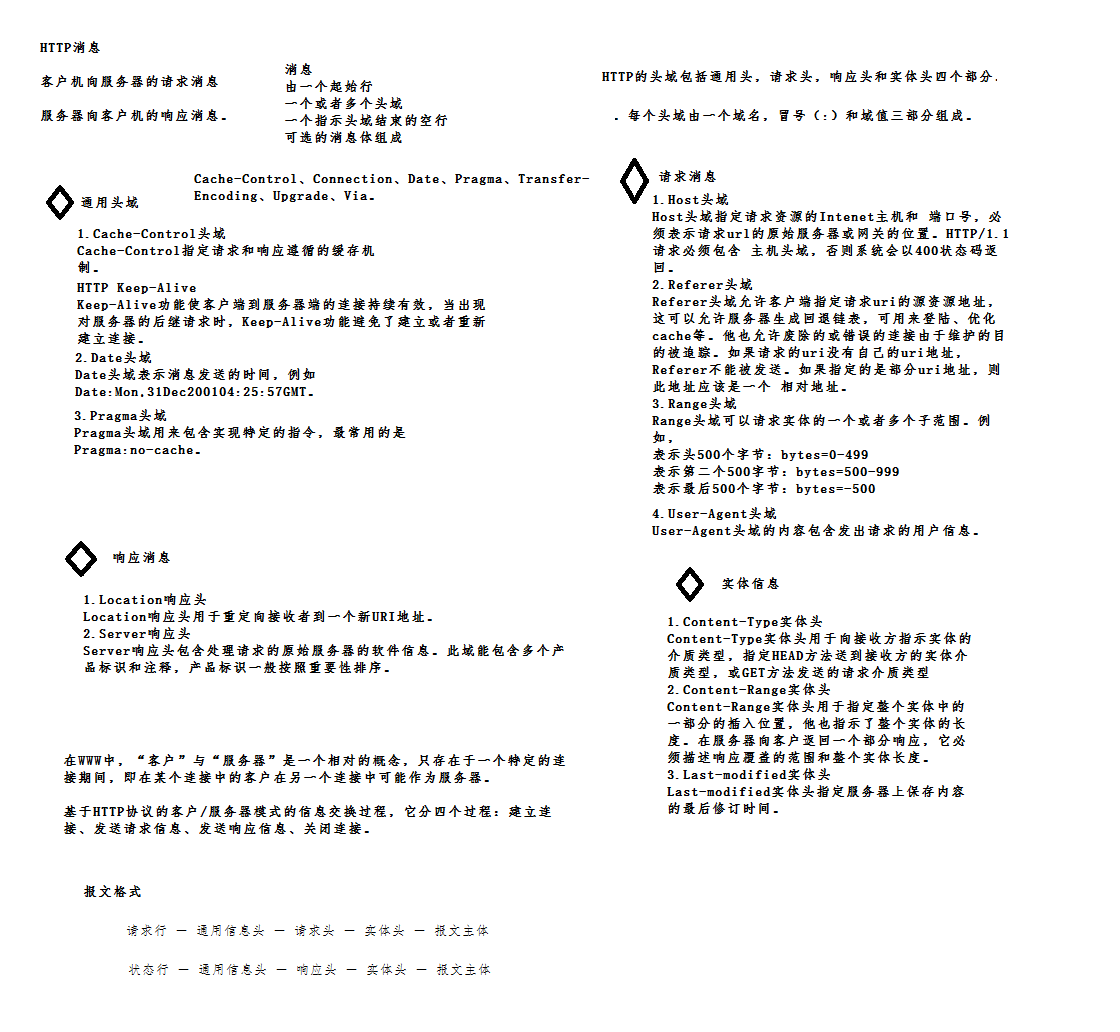 HTTP消息
客户机向服务器的请求消息
服务器向客户机的响应消息。
消息
由一个起始行
一个或者多个头域
一个指示头域结束的空行
可选的消息体组成
HTTP的头域包括通用头，请求头，响应头和实体头四个部分.
. 每个头域由一个域名，冒号（:）和域值三部分组成。
通用头域
Cache-Control、Connection、Date、Pragma、Transfer-
Encoding、Upgrade、Via。
1.Cache-Control头域
Cache-Control指定请求和响应遵循的缓存机
制。
HTTP Keep-Alive
Keep-Alive功能使客户端到服务器端的连接持续有效，当出现
对服务器的后继请求时，Keep-Alive功能避免了建立或者重新
建立连接。
2.Date头域
Date头域表示消息发送的时间，例如
Date:Mon,31Dec200104:25:57GMT。
3.Pragma头域
Pragma头域用来包含实现特定的指令，最常用的是
Pragma:no-cache。
请求消息
1.Host头域
Host头域指定请求资源的Intenet主机和 端口号，必
须表示请求url的原始服务器或网关的位置。HTTP/1.1
请求必须包含 主机头域，否则系统会以400状态码返
回。
2.Referer头域
Referer头域允许客户端指定请求uri的源资源地址，
这可以允许服务器生成回退链表，可用来登陆、优化
cache等。他也允许废除的或错误的连接由于维护的目
的被追踪。如果请求的uri没有自己的uri地址，
Referer不能被发送。如果指定的是部分uri地址，则
此地址应该是一个 相对地址。
3.Range头域
Range头域可以请求实体的一个或者多个子范围。例
如，
表示头500个字节：bytes=0-499
表示第二个500字节：bytes=500-999
表示最后500个字节：bytes=-500
4.User-Agent头域
User-Agent头域的内容包含发出请求的用户信息。
响应消息
1.Location响应头
Location响应头用于重定向接收者到一个新URI地址。
2.Server响应头
Server响应头包含处理请求的原始服务器的软件信息。此域能包含多个产
品标识和注释，产品标识一般按照重要性排序。
实体信息
1.Content-Type实体头
Content-Type实体头用于向接收方指示实体的
介质类型，指定HEAD方法送到接收方的实体介
质类型，或GET方法发送的请求介质类型
2.Content-Range实体头
Content-Range实体头用于指定整个实体中的
一部分的插入位置，他也指示了整个实体的长
度。在服务器向客户返回一个部分响应，它必
须描述响应覆盖的范围和整个实体长度。
3.Last-modified实体头
Last-modified实体头指定服务器上保存内容
的最后修订时间。
在WWW中，“客户”与“服务器”是一个相对的概念，只存在于一个特定的连
接期间，即在某个连接中的客户在另一个连接中可能作为服务器。
基于HTTP协议的客户/服务器模式的信息交换过程，它分四个过程：建立连
接、发送请求信息、发送响应信息、关闭连接。
报文格式
请求行 — 通用信息头 — 请求头 — 实体头 — 报文主体
状态行 — 通用信息头 — 响应头 — 实体头 — 报文主体